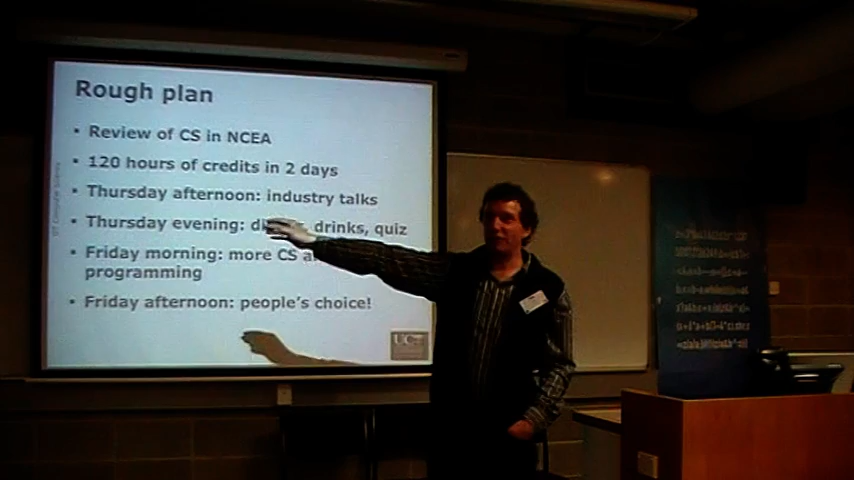 Rough plan
▪ Review of CS in NCEA
▪ 120 hours of credits in 2 days
▪ Thursday afternoon: industry talks
▪ Thursday evening: drinks, quiz
▪ Friday morning: more CS
programming
▪ Friday afternoon: people's choice!
UC